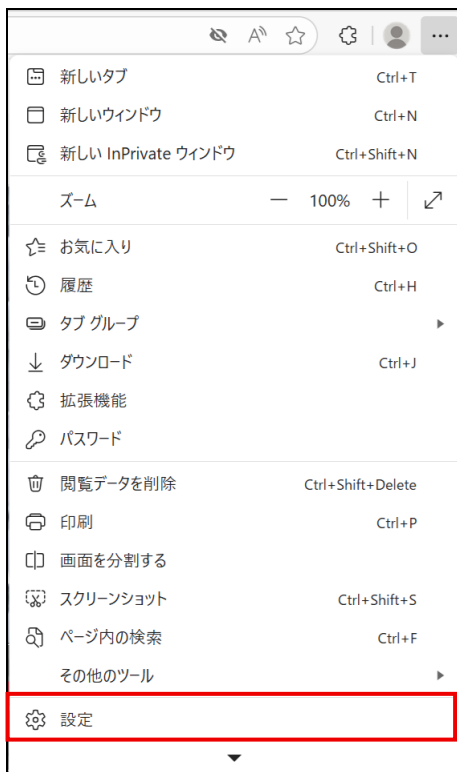 新しいタブ Ctrl+T
新しいウィンドウ Ctrl+N
新しい InPrivate ウィンドウ Ctrl+Shift+N
ズーム — 100% +
お気に入り Ctrl+Shift+O
履歴 Ctrl+H
タブ グループ
ダウンロード Ctrl+J
拡張機能
パスワード
閲覧データを削除 Ctrl+Shift+Delete
印刷 Ctrl+P
画面を分割する
スクリーンショット Ctrl+Shift+S
ページ内の検索 Ctrl+F
その他のツール
設定